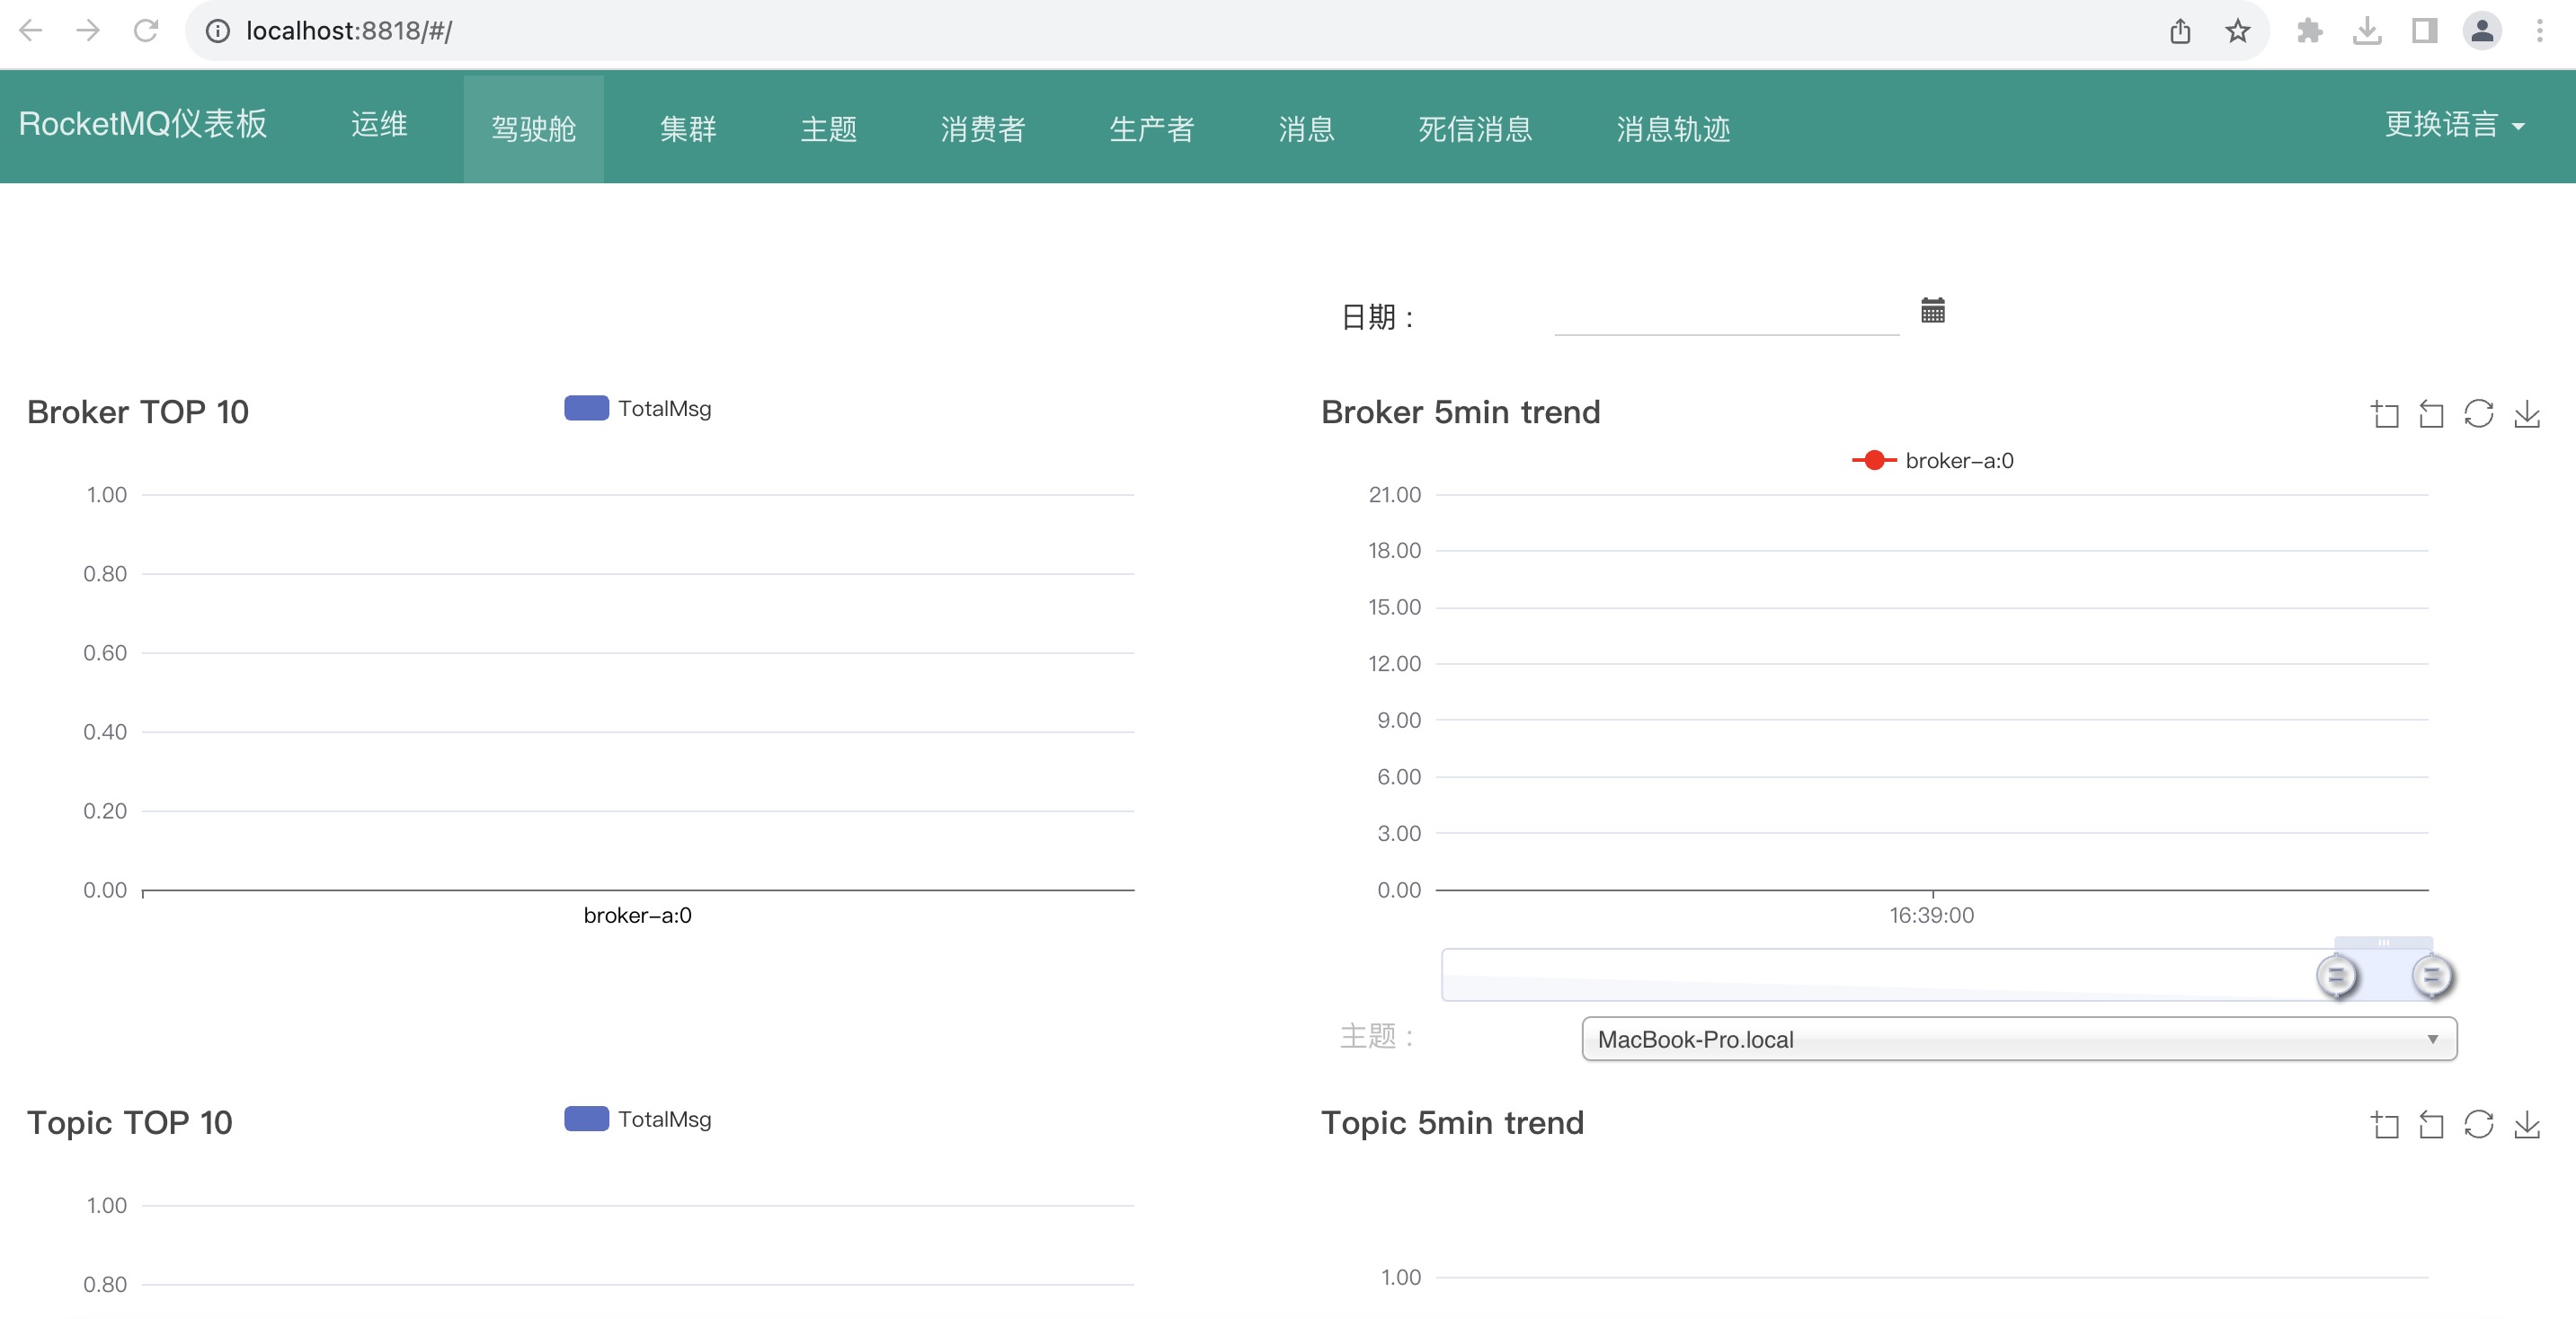 localhost:8818/#/
RocketMQ仪表板 运维 驾驶舱 集群 主题 消费者 生产者 消息 死信消息 消息轨迹 更换语言
日期：
Broker TOP 10
TotalMsg
1.00
0.80
0.60
0.40
0.20
0.00
broker-a:0
Broker 5min trend
broker-a:0
21.00
18.00
15.00
12.00
9.00
6.00
3.00
0.00
16:39:00
主题：
MacBook-Pro.local
Topic TOP 10
TotalMsg
1.00
0.80
Topic 5min trend
1.00